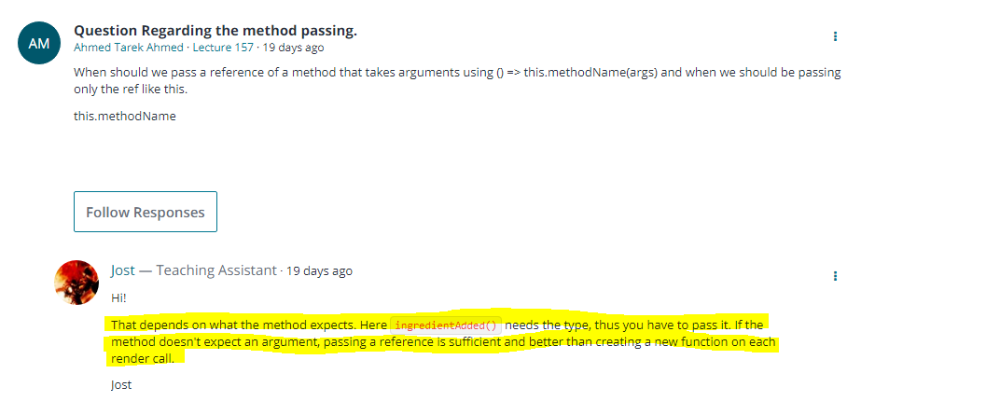 AM
Question Regarding the method passing.
Ahmed Tarek Ahmed · Lecture 157 · 19 days ago
When should we pass a reference of a method that takes arguments using () => this.methodName(args) and when we should be passing
only the ref like this.
this.methodName
Follow Responses
Jost — Teaching Assistant · 19 days ago
Hi!
That depends on what the method expects. Here ingredientAdded() needs the type, thus you have to pass it. If the
method doesn't expect an argument, passing a reference is sufficient and better than creating a new function on each
render call.
Jost